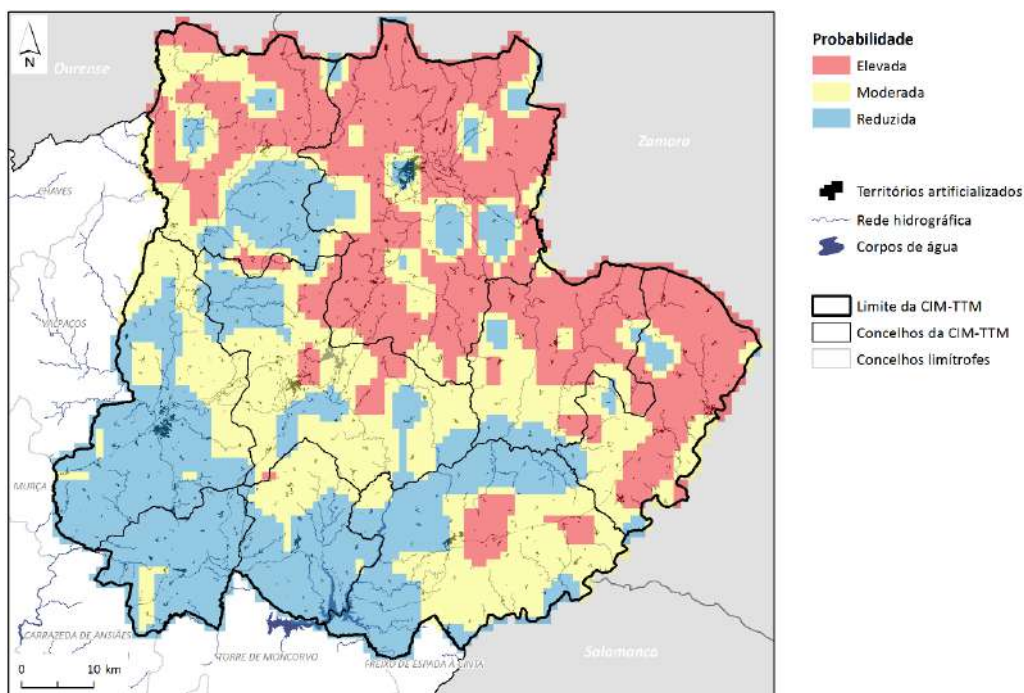 N
Ourense
Zamora
CHAVES
VALPAÇOS
MURÇA
CARRAZEDA DE ANSIÃES
TORRE DE MONCORVO
FREIXO DE ESPADA À CINTA
Salamanca
0 10 km
Probabilidade
Elevada
Moderada
Reduzida
Territórios artificializados
Rede hidrográfica
Corpos de água
Limite da CIM-TTM
Concelhos da CIM-TTM
Concelhos limítrofes